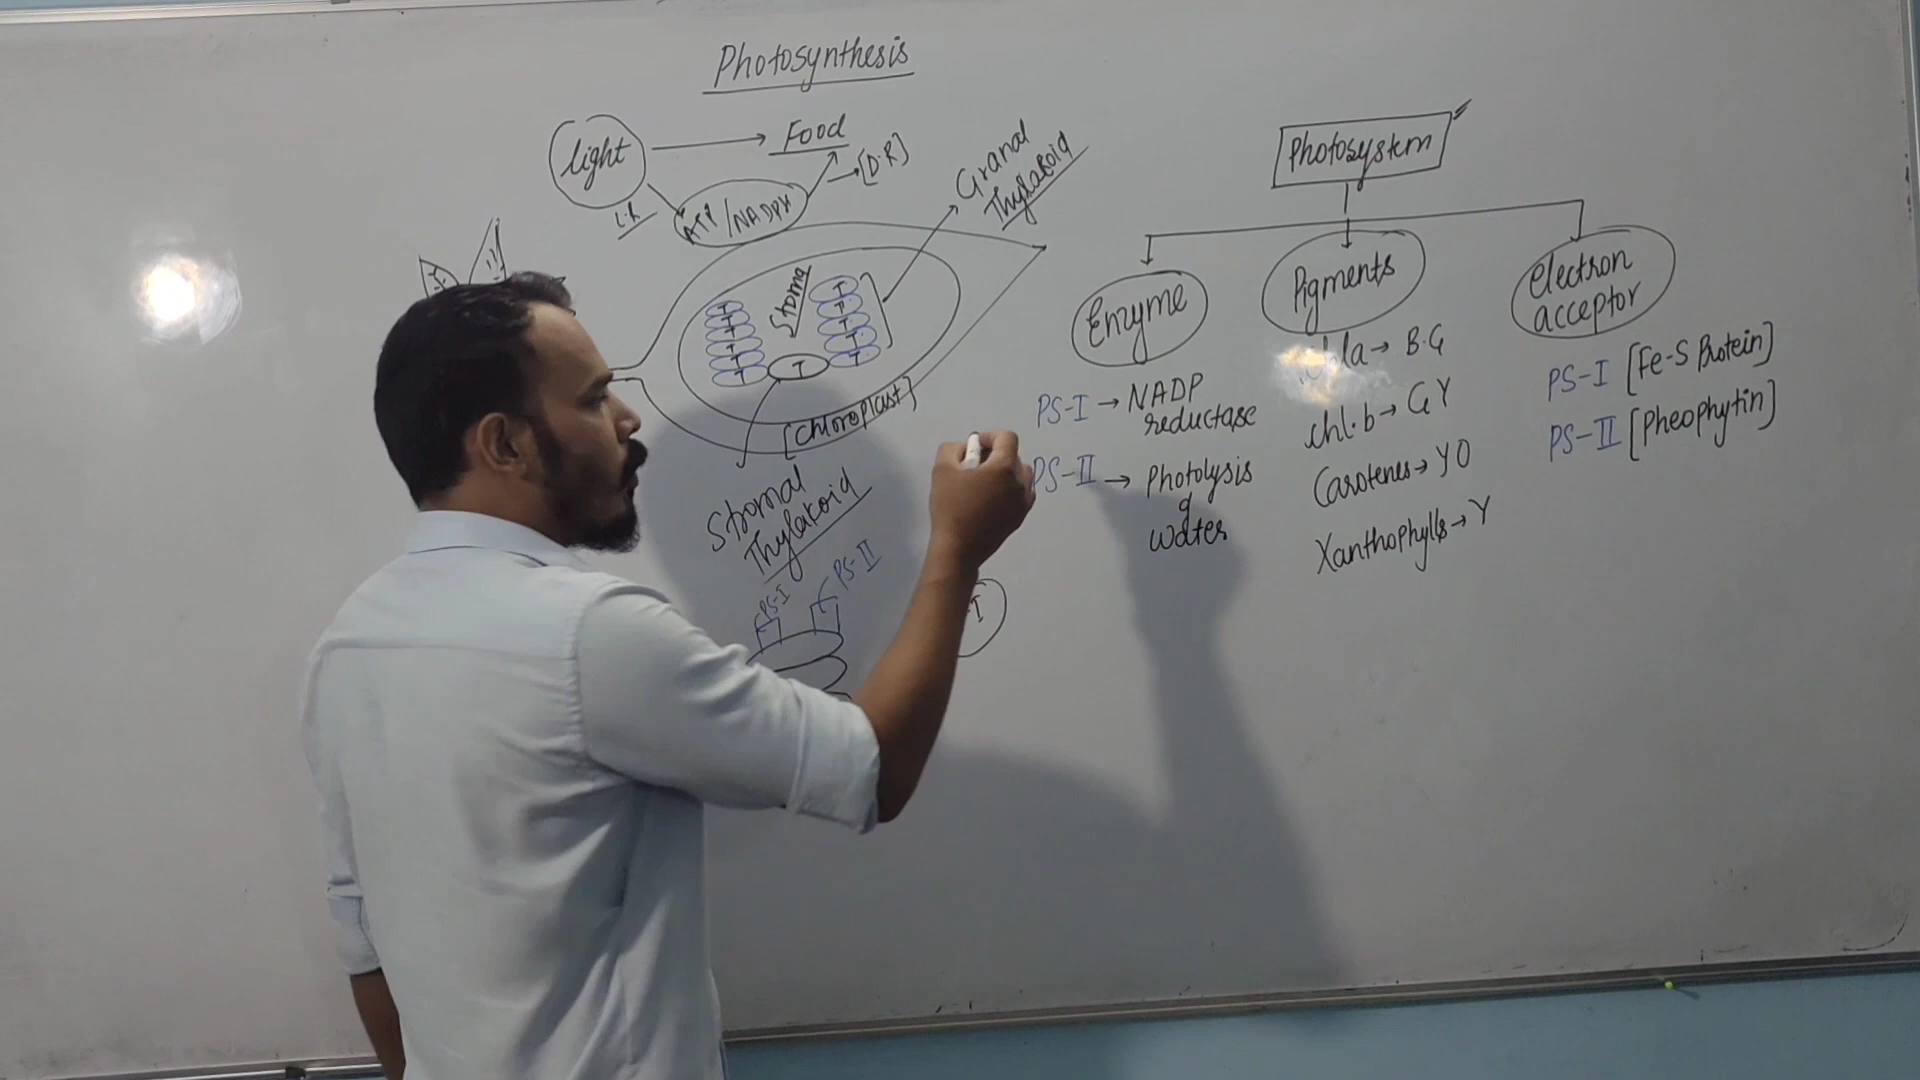 Photosynthesis
light
Food
L.R
ATP/NADPH
[D.R]
Granal
Thylakoid
Stroma
T
T
T
T
T
T
T
T
T
T
[Chloroplast]
Stromal
Thylakoid
PS-I
PS-II
T
Photosystem
Enzyme
PS-I → NADP
reductase
PS-II → Photolysis
of
water
Pigments
chl a → B.G
chl.b → G Y
Carotenes → Y O
Xanthophylls → Y
electron
acceptor
PS-I [Fe-S Protein]
PS-II [Pheophytin]